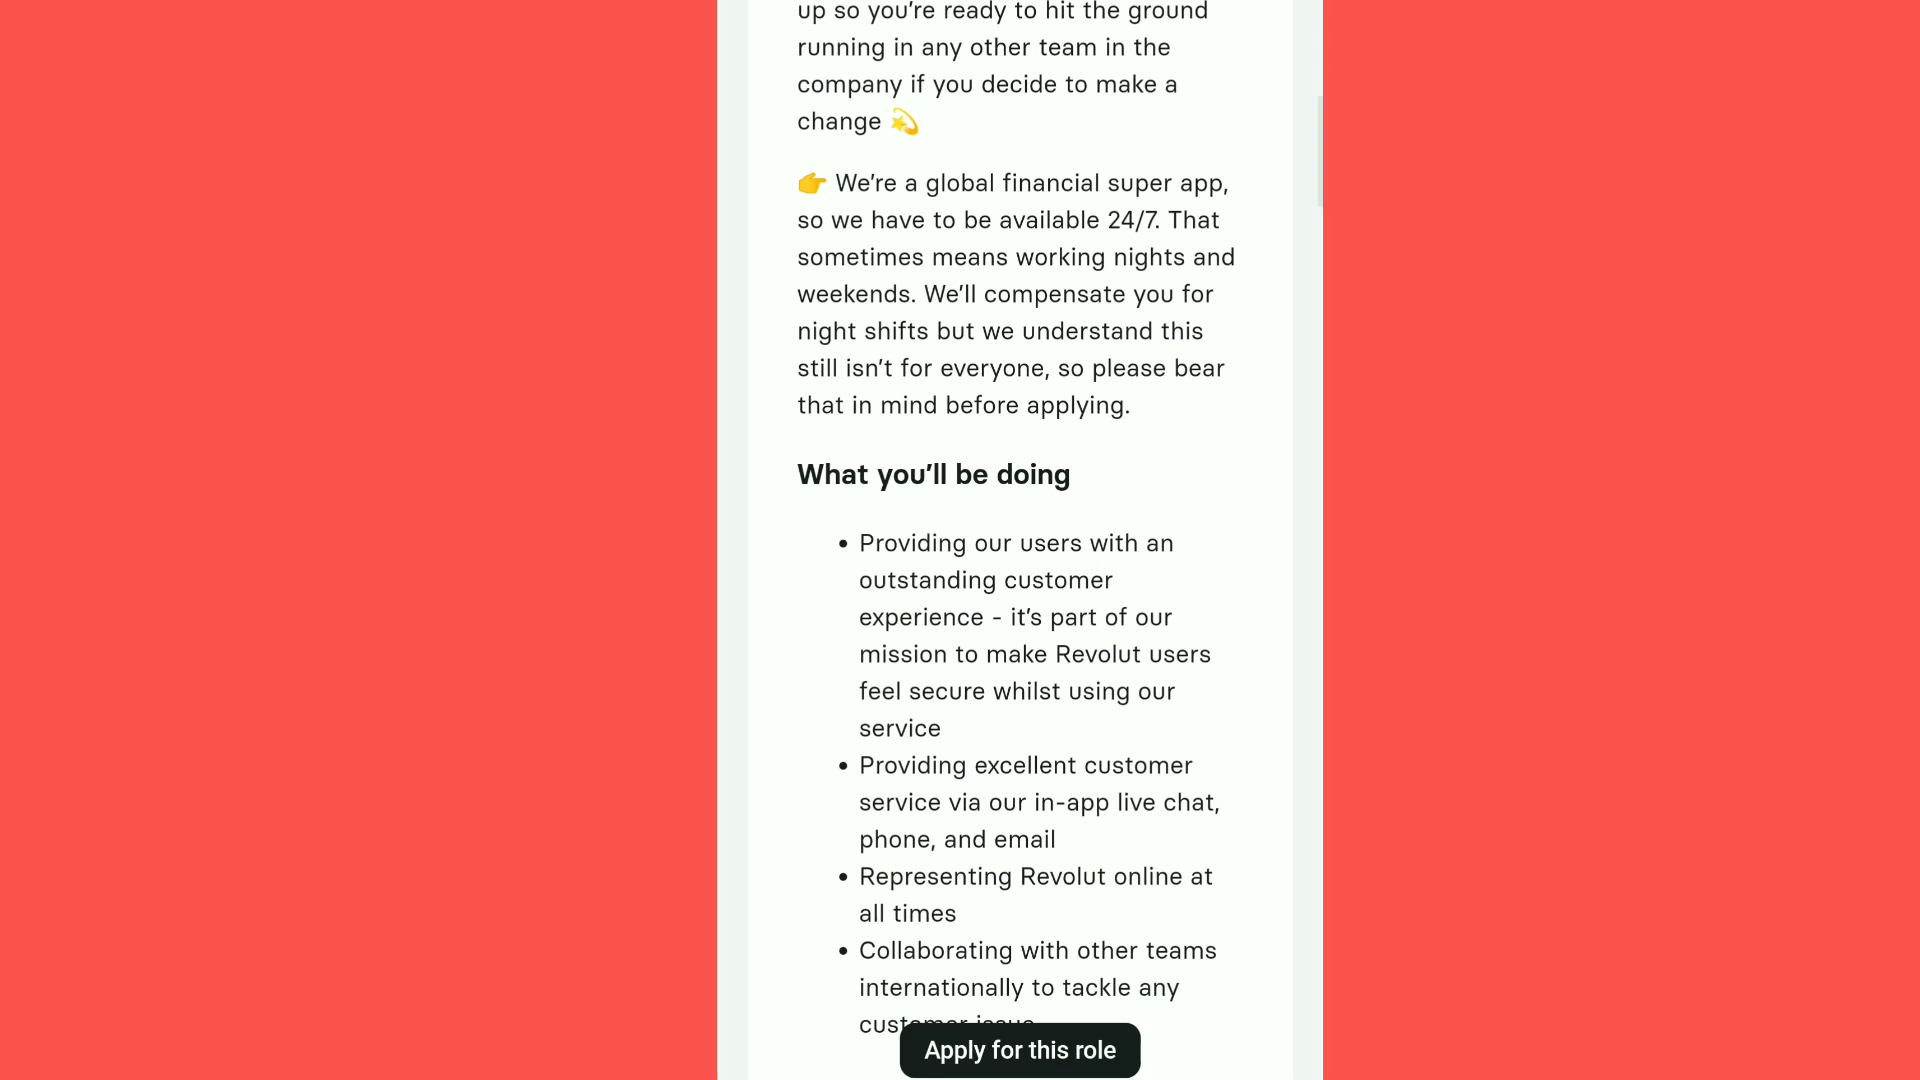 up so you’re ready to hit the ground
running in any other team in the
company if you decide to make a
change 💫
👉 We’re a global financial super app,
so we have to be available 24/7. That
sometimes means working nights and
weekends. We’ll compensate you for
night shifts but we understand this
still isn’t for everyone, so please bear
that in mind before applying.
What you’ll be doing
• Providing our users with an
outstanding customer
experience - it’s part of our
mission to make Revolut users
feel secure whilst using our
service
• Providing excellent customer
service via our in-app live chat,
phone, and email
• Representing Revolut online at
all times
• Collaborating with other teams
internationally to tackle any
customer issue
Apply for this role